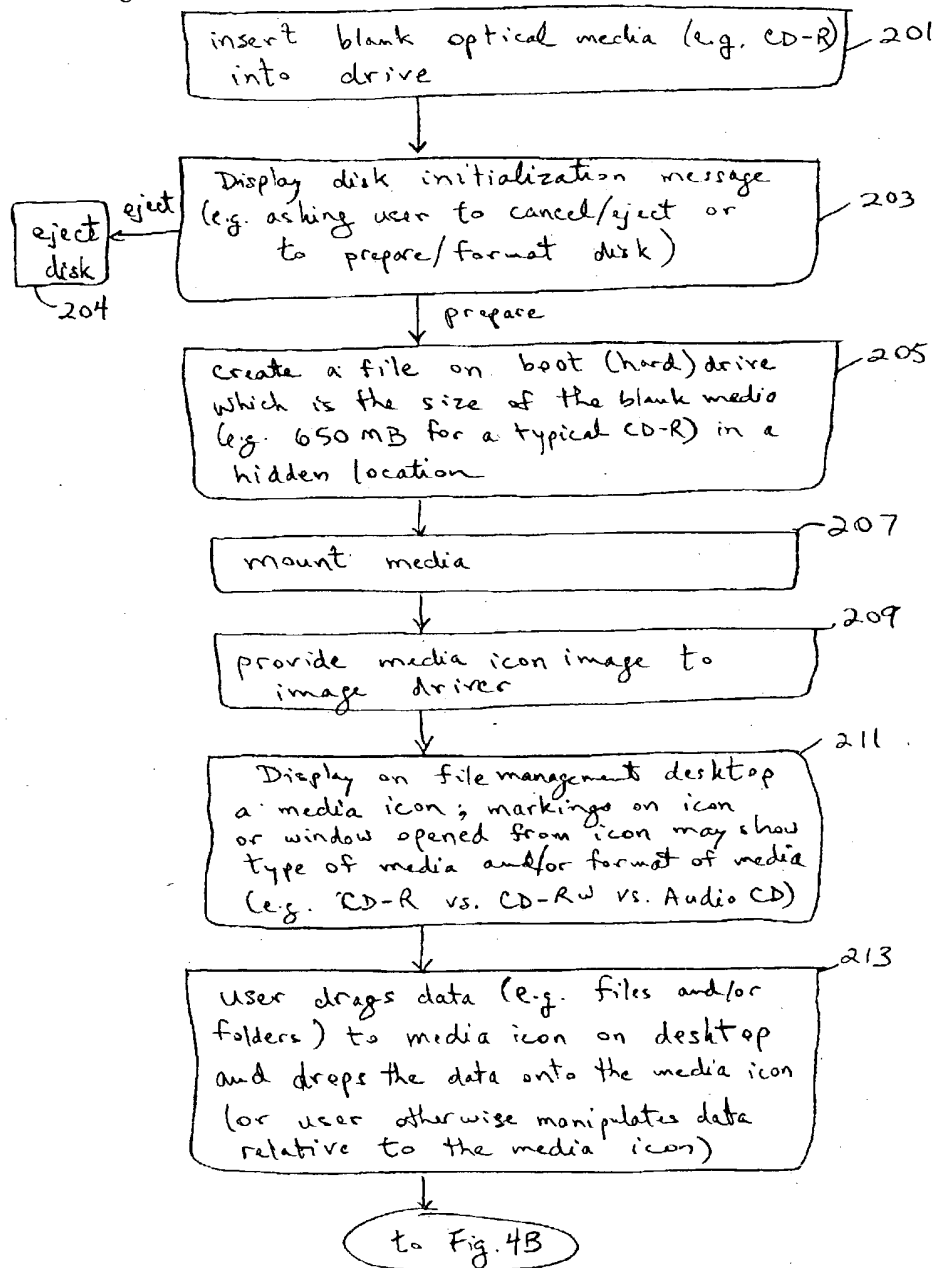 insert blank optical media (e.g. CD-R)
into drive
201
Display disk initialization message
(e.g. asking user to cancel/eject or
to prepare/format disk)
203
eject
eject
disk
204
prepare
create a file on boot (hard) drive
which is the size of the blank media
(e.g. 650 MB for a typical CD-R) in a
hidden location
205
mount media
207
provide media icon image to
image driver
209
Display on file management desktop
a media icon; markings on icon
or window opened from icon may show
type of media and/or format of media
(e.g. CD-R vs. CD-RW vs. Audio CD)
211
user drags data (e.g. files and/or
folders) to media icon on desktop
and drops the data onto the media icon
(or user otherwise manipulates data
relative to the media icon)
213
to Fig. 4B